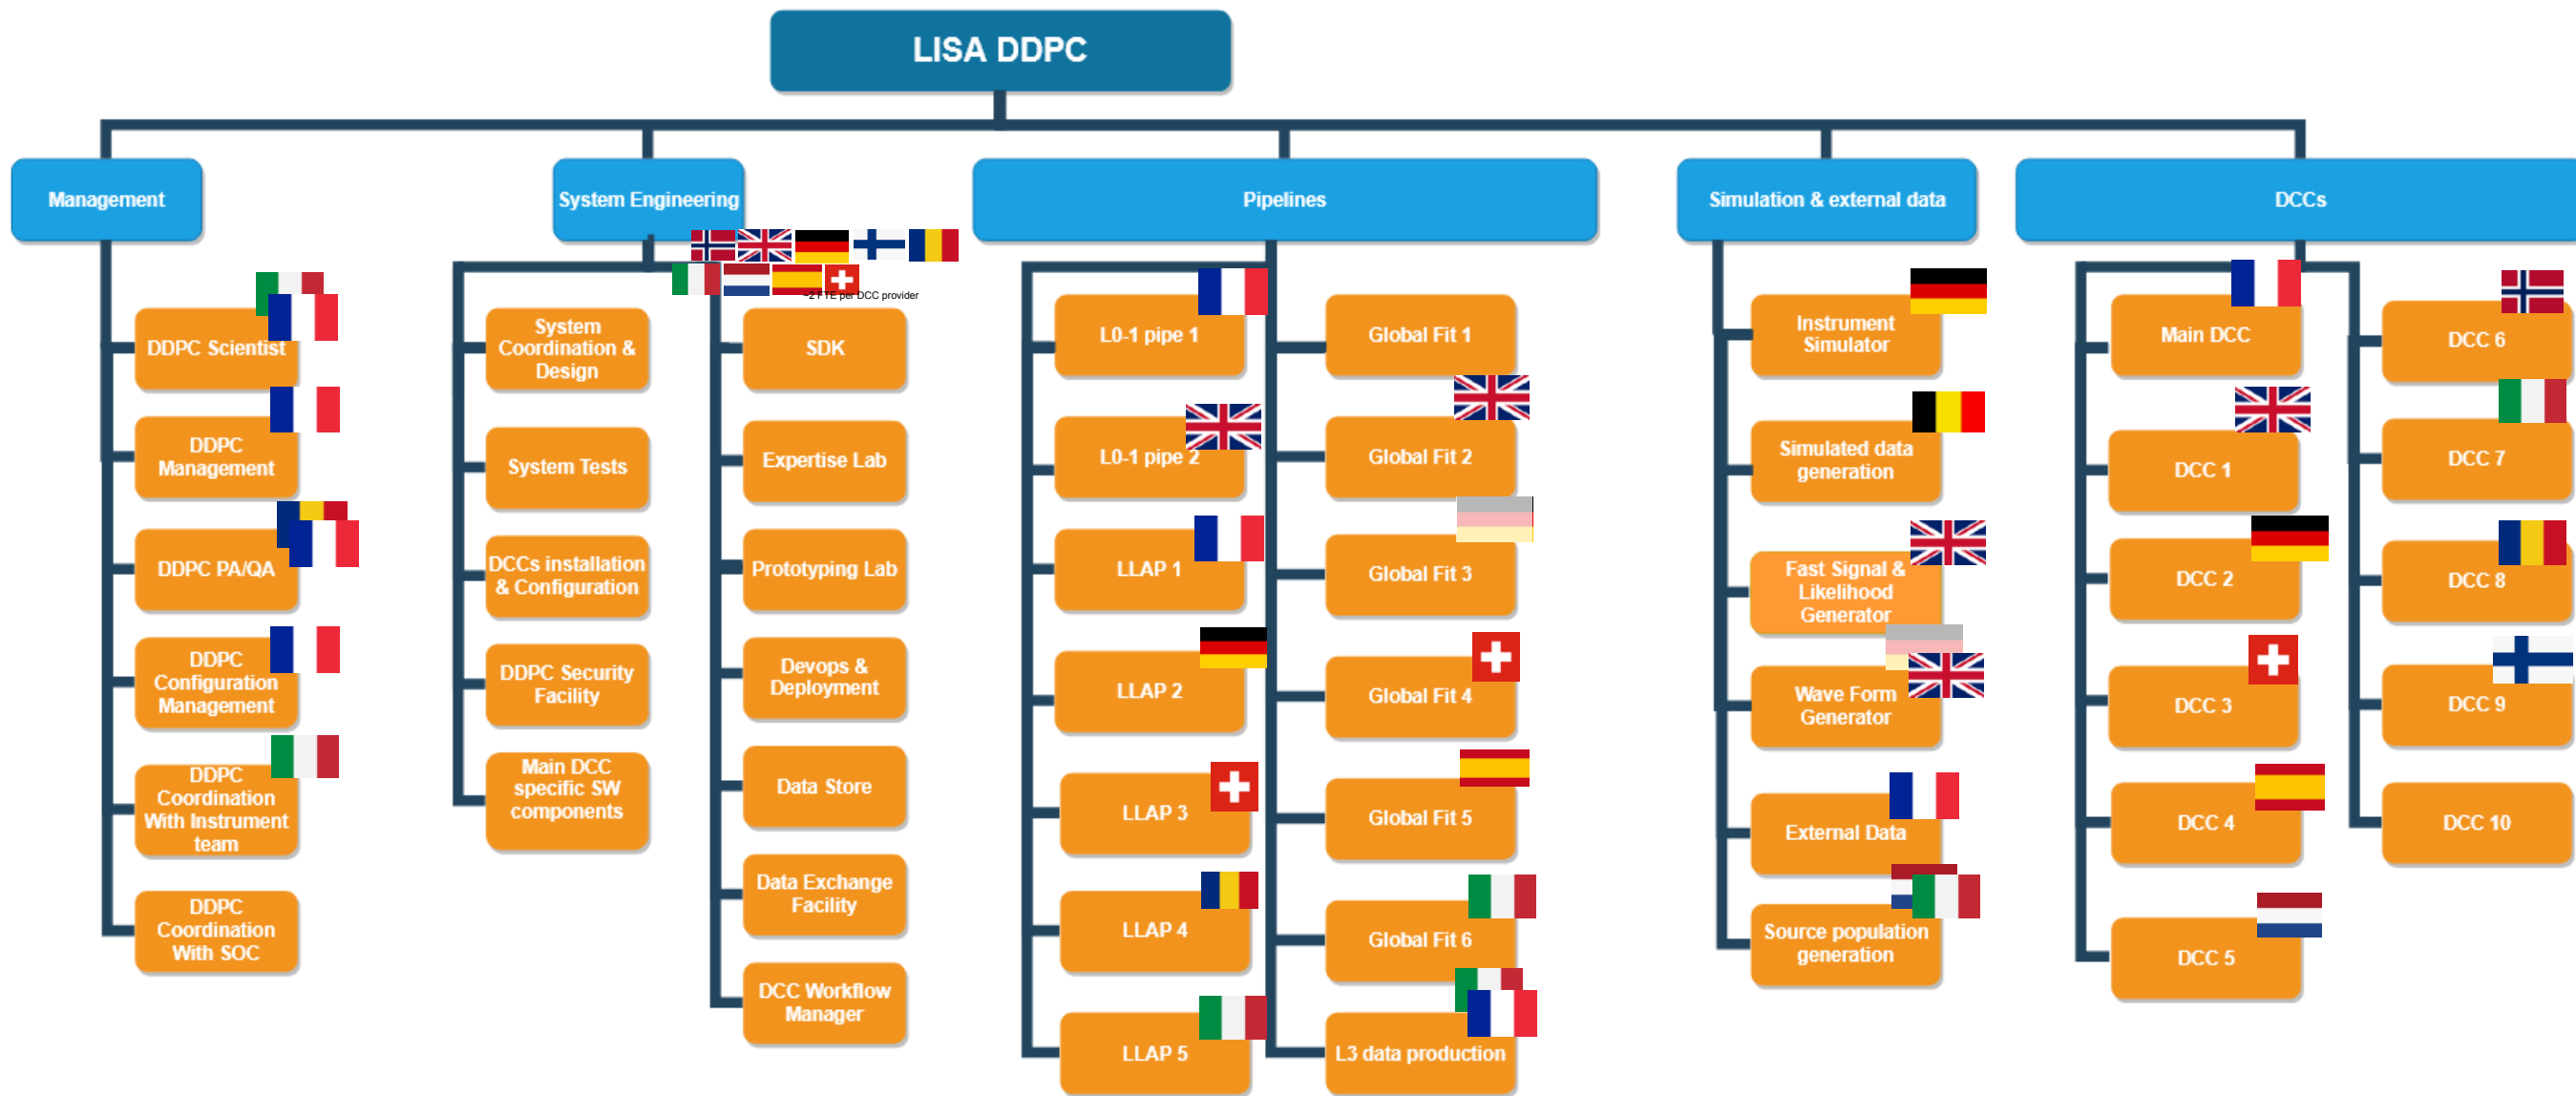 LISA DDPC
Management
DDPC Scientist
DDPC
Management
DDPC PA/QA
DDPC
Configuration
Management
DDPC
Coordination
With Instrument
team
DDPC
Coordination
With SOC
System Engineering
~2 FTE per DCC provider
System
Coordination &
Design
System Tests
DCCs installation
& Configuration
DDPC Security
Facility
Main DCC
specific SW
components
SDK
Expertise Lab
Prototyping Lab
Devops &
Deployment
Data Store
Data Exchange
Facility
DCC Workflow
Manager
Pipelines
L0-1 pipe 1
L0-1 pipe 2
LLAP 1
LLAP 2
LLAP 3
LLAP 4
LLAP 5
Global Fit 1
Global Fit 2
Global Fit 3
Global Fit 4
Global Fit 5
Global Fit 6
L3 data production
Simulation & external data
Instrument
Simulator
Simulated data
generation
Fast Signal &
Likelihood
Generator
Wave Form
Generator
External Data
Source population
generation
DCCs
Main DCC
DCC 1
DCC 2
DCC 3
DCC 4
DCC 5
DCC 6
DCC 7
DCC 8
DCC 9
DCC 10